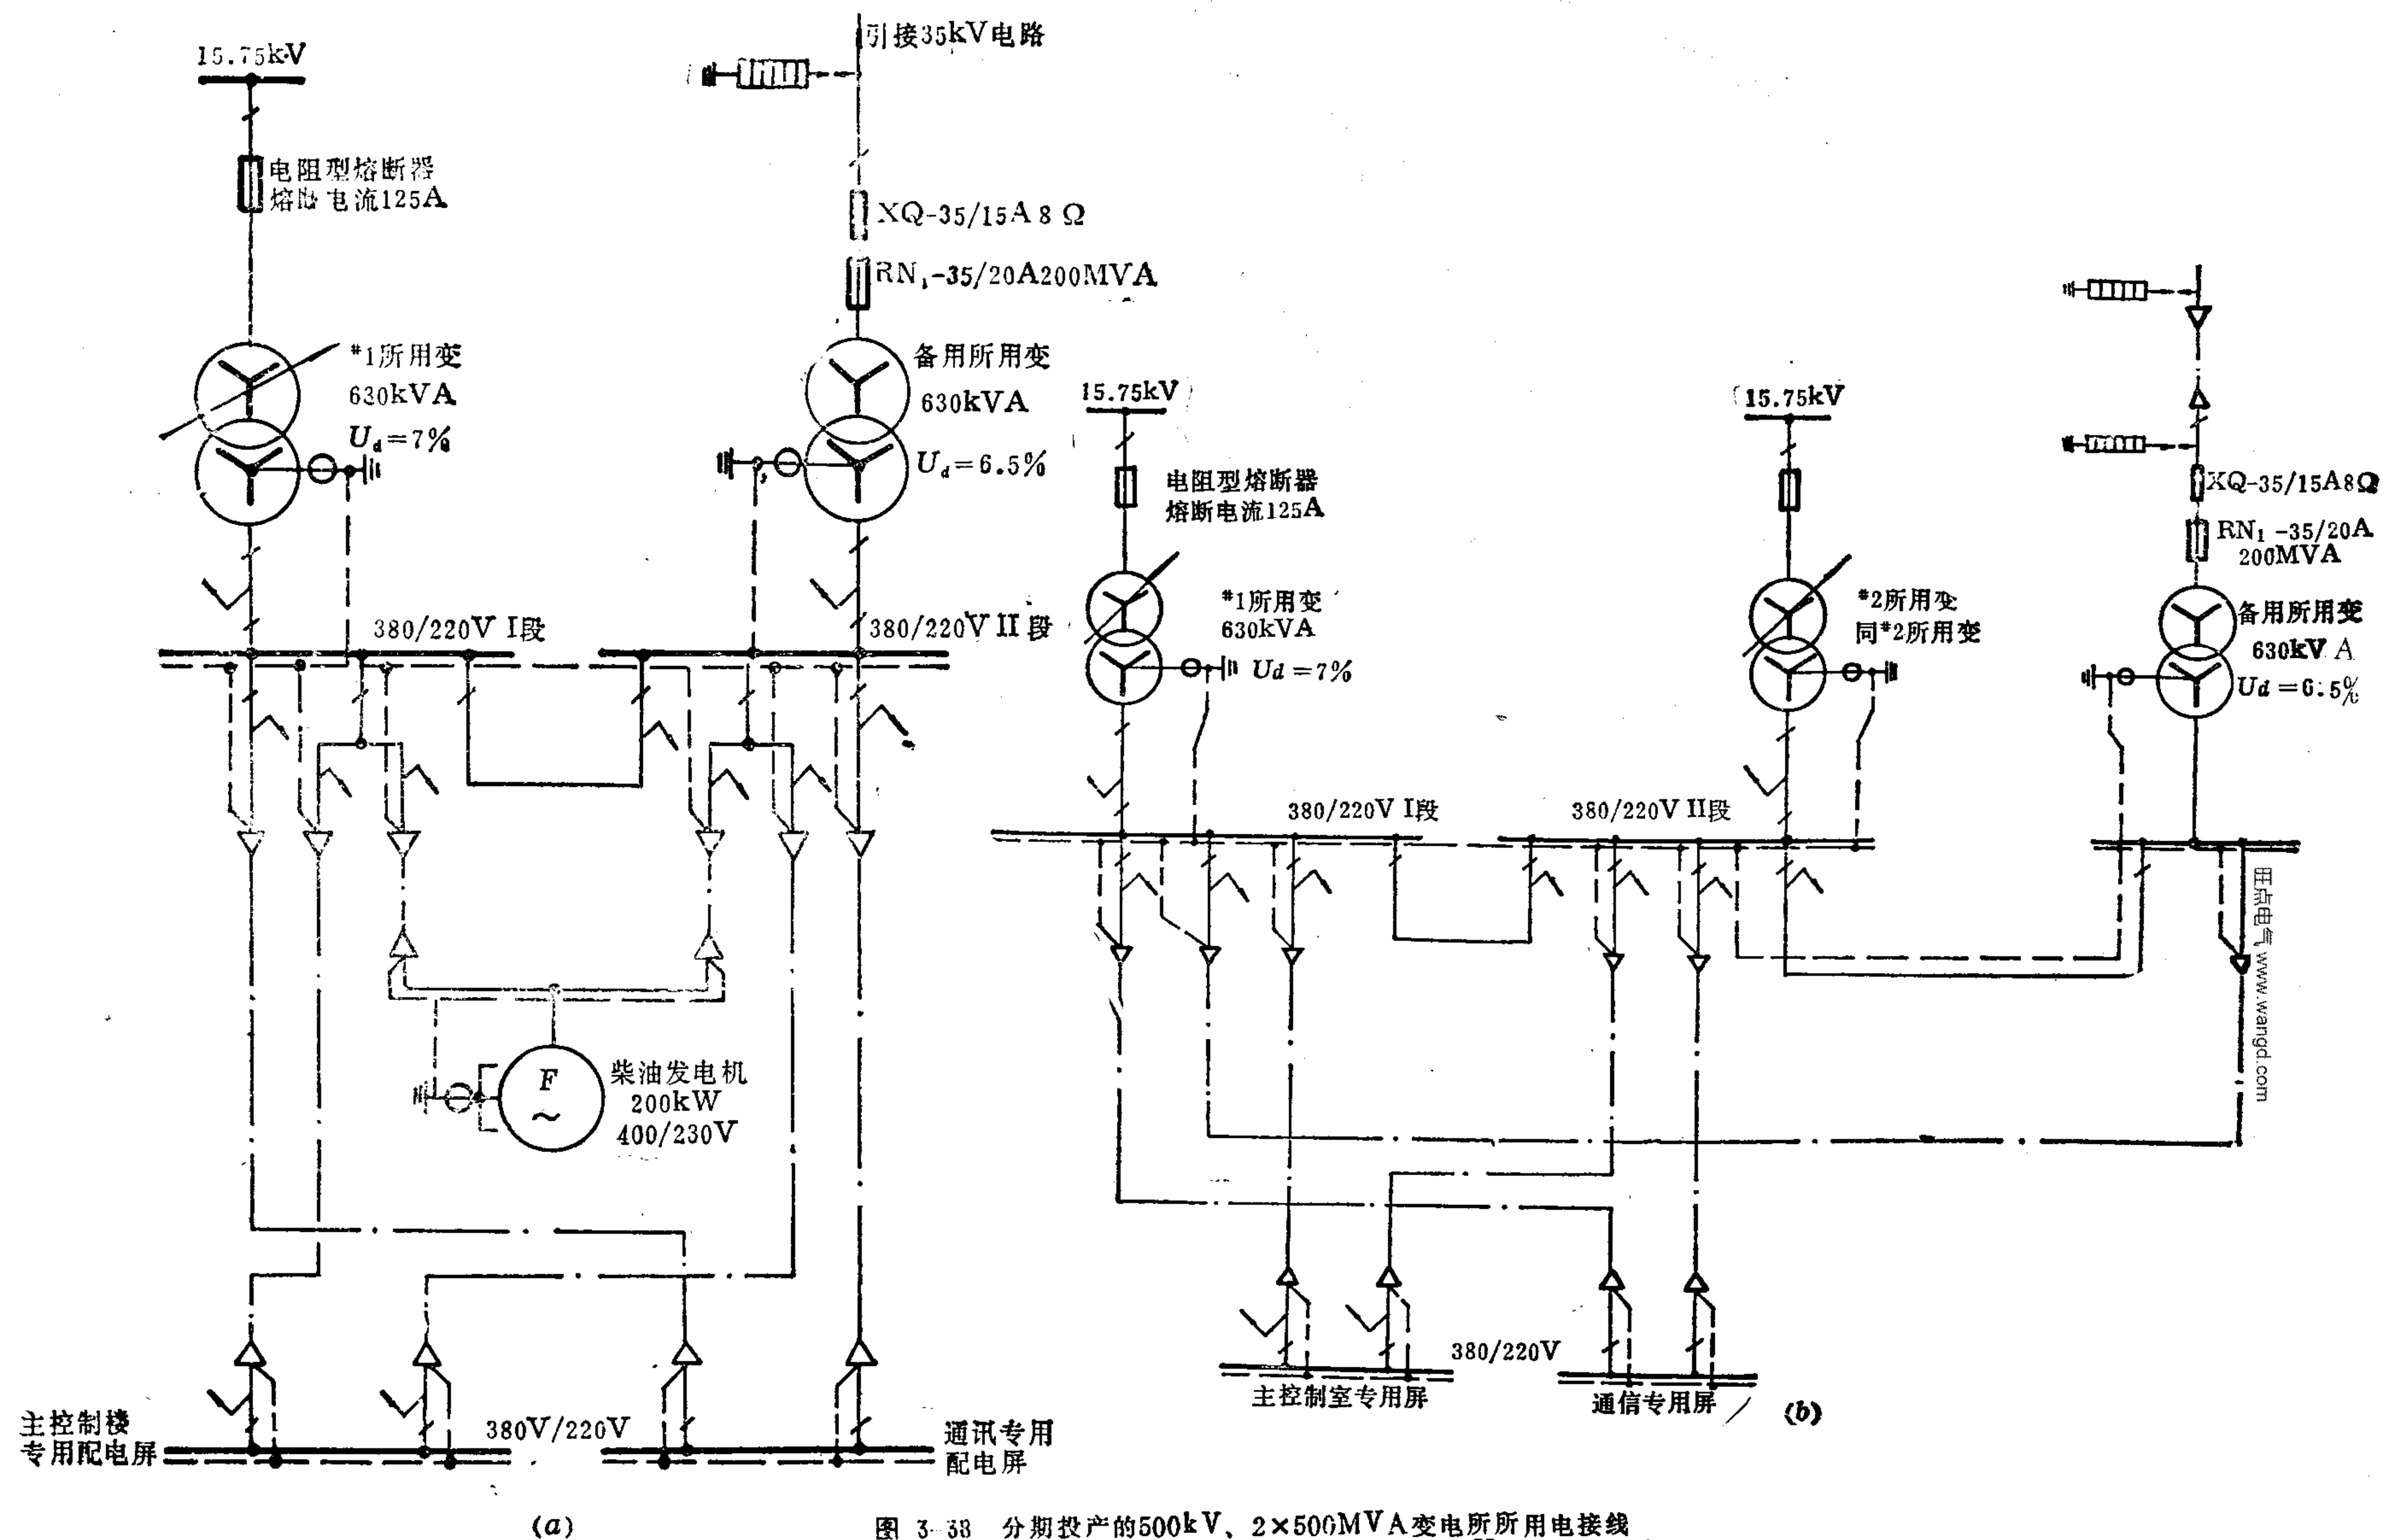 15.75kV
电阻型熔断器
熔断电流125A
#1所用变
630kVA
Ud=7%
引接35kV电路
XQ-35/15A 8 Ω
RN1-35/20A200MVA
备用所用变
630kVA
Ud=6.5%
380/220V I段
380/220V II段
F
~
柴油发电机
200kW
400/230V
主控制楼
专用配电屏
380V/220V
通讯专用
配电屏
(a)
15.75kV
电阻型熔断器
熔断电流125A
#1所用变
630kVA
Ud=7%
15.75kV
#2所用变
同#2所用变
XQ-35/15A8Ω
RN1-35/20A
200MVA
备用所用变
630kV A
Ud=6.5%
380/220V I段
380/220V II段
旺点电气 www.wangd.com
380/220V
主控制室专用屏
通信专用屏
(b)
图 3-38 分期投产的500kV、2×500MVA变电所所用电接线